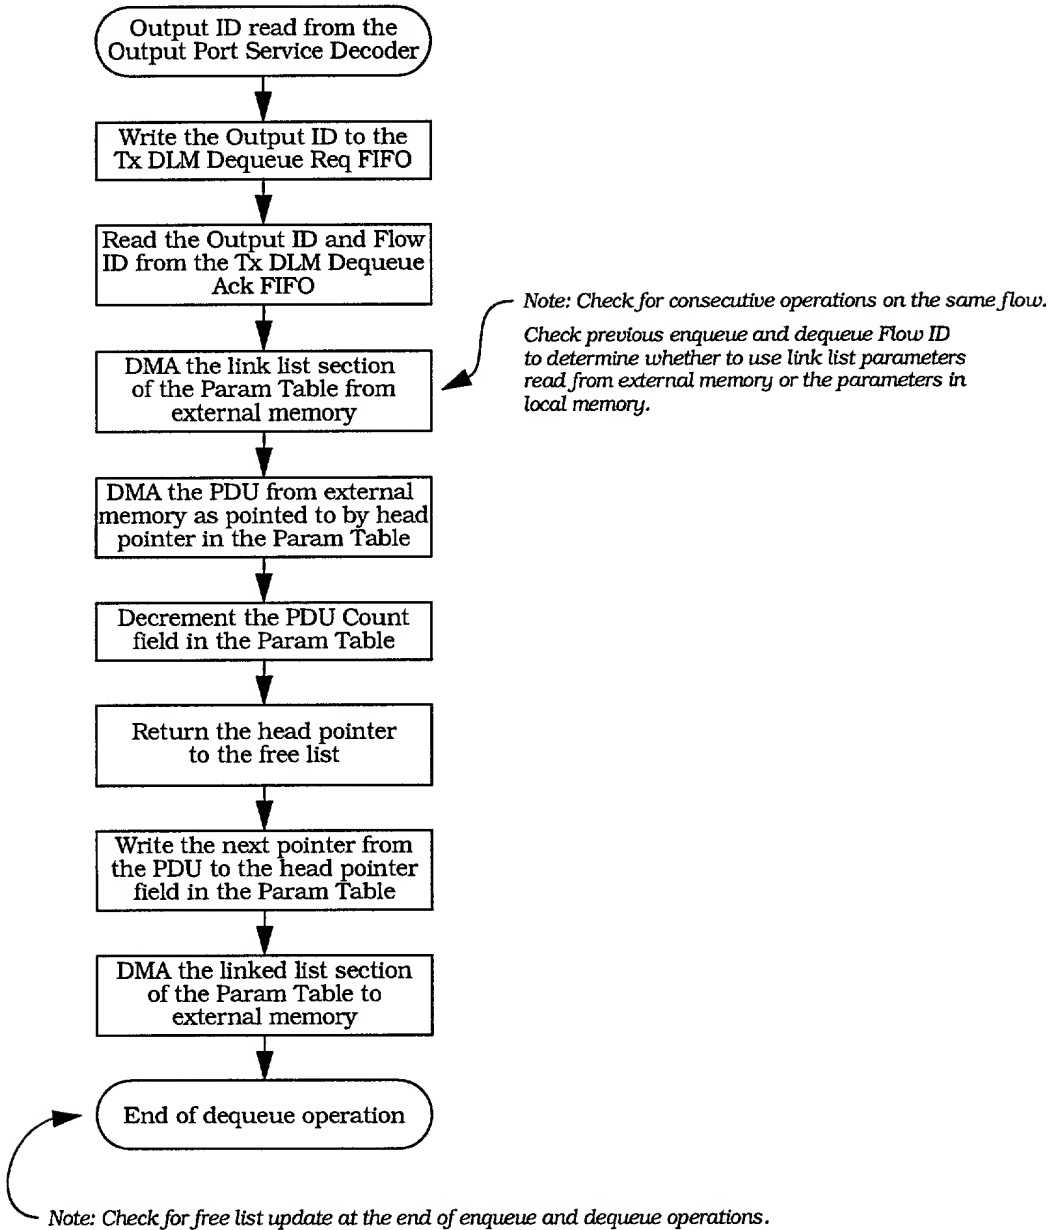 Output ID read from the
Output Port Service Decoder
Write the Output ID to the
Tx DLM Dequeue Req FIFO
Read the Output ID and Flow
ID from the Tx DLM Dequeue
Ack FIFO
Note: Check for consecutive operations on the same flow.
Check previous enqueue and dequeue Flow ID
to determine whether to use link list parameters
read from external memory or the parameters in
local memory.
DMA the link list section
of the Param Table from
external memory
DMA the PDU from external
memory as pointed to by head
pointer in the Param Table
Decrement the PDU Count
field in the Param Table
Return the head pointer
to the free list
Write the next pointer from
the PDU to the head pointer
field in the Param Table
DMA the linked list section
of the Param Table to
external memory
End of dequeue operation
Note: Check for free list update at the end of enqueue and dequeue operations.